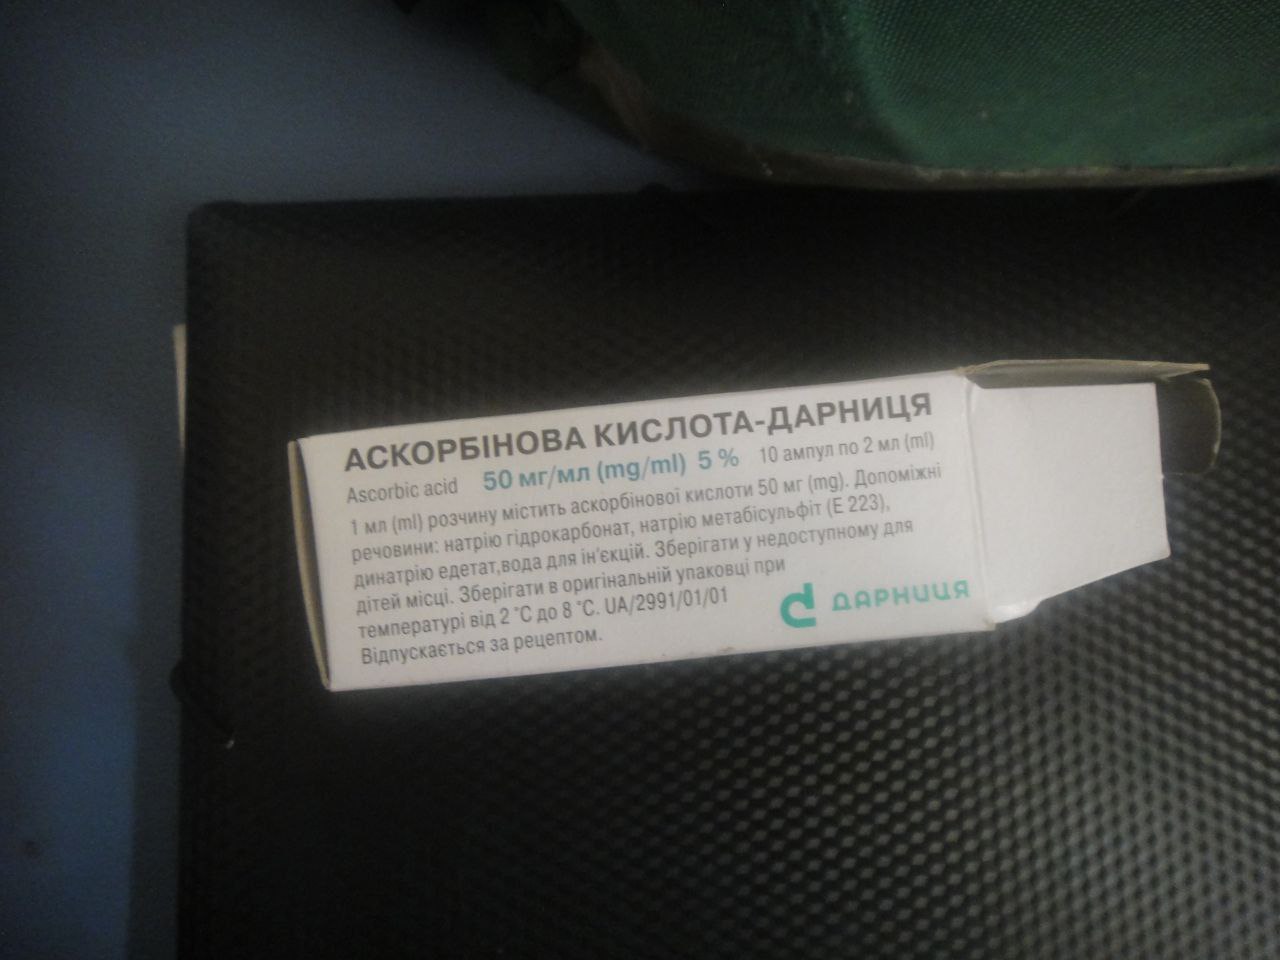 АСКОРБІНОВА КИСЛОТА-ДАРНИЦЯ
Ascorbic acid 50 мг/мл (mg/ml) 5 % 10 ампул по 2 мл (ml)
1 мл (ml) розчину містить аскорбінової кислоти 50 мг (mg). Допоміжні
речовини: натрію гідрокарбонат, натрію метабісульфіт (Е 223),
динатрію едетат,вода для ін'єкцій. Зберігати у недоступному для
дітей місці. Зберігати в оригінальній упаковці при
температурі від 2 °C до 8 °C. UA/2991/01/01
Відпускається за рецептом.
ДАРНИЦЯ